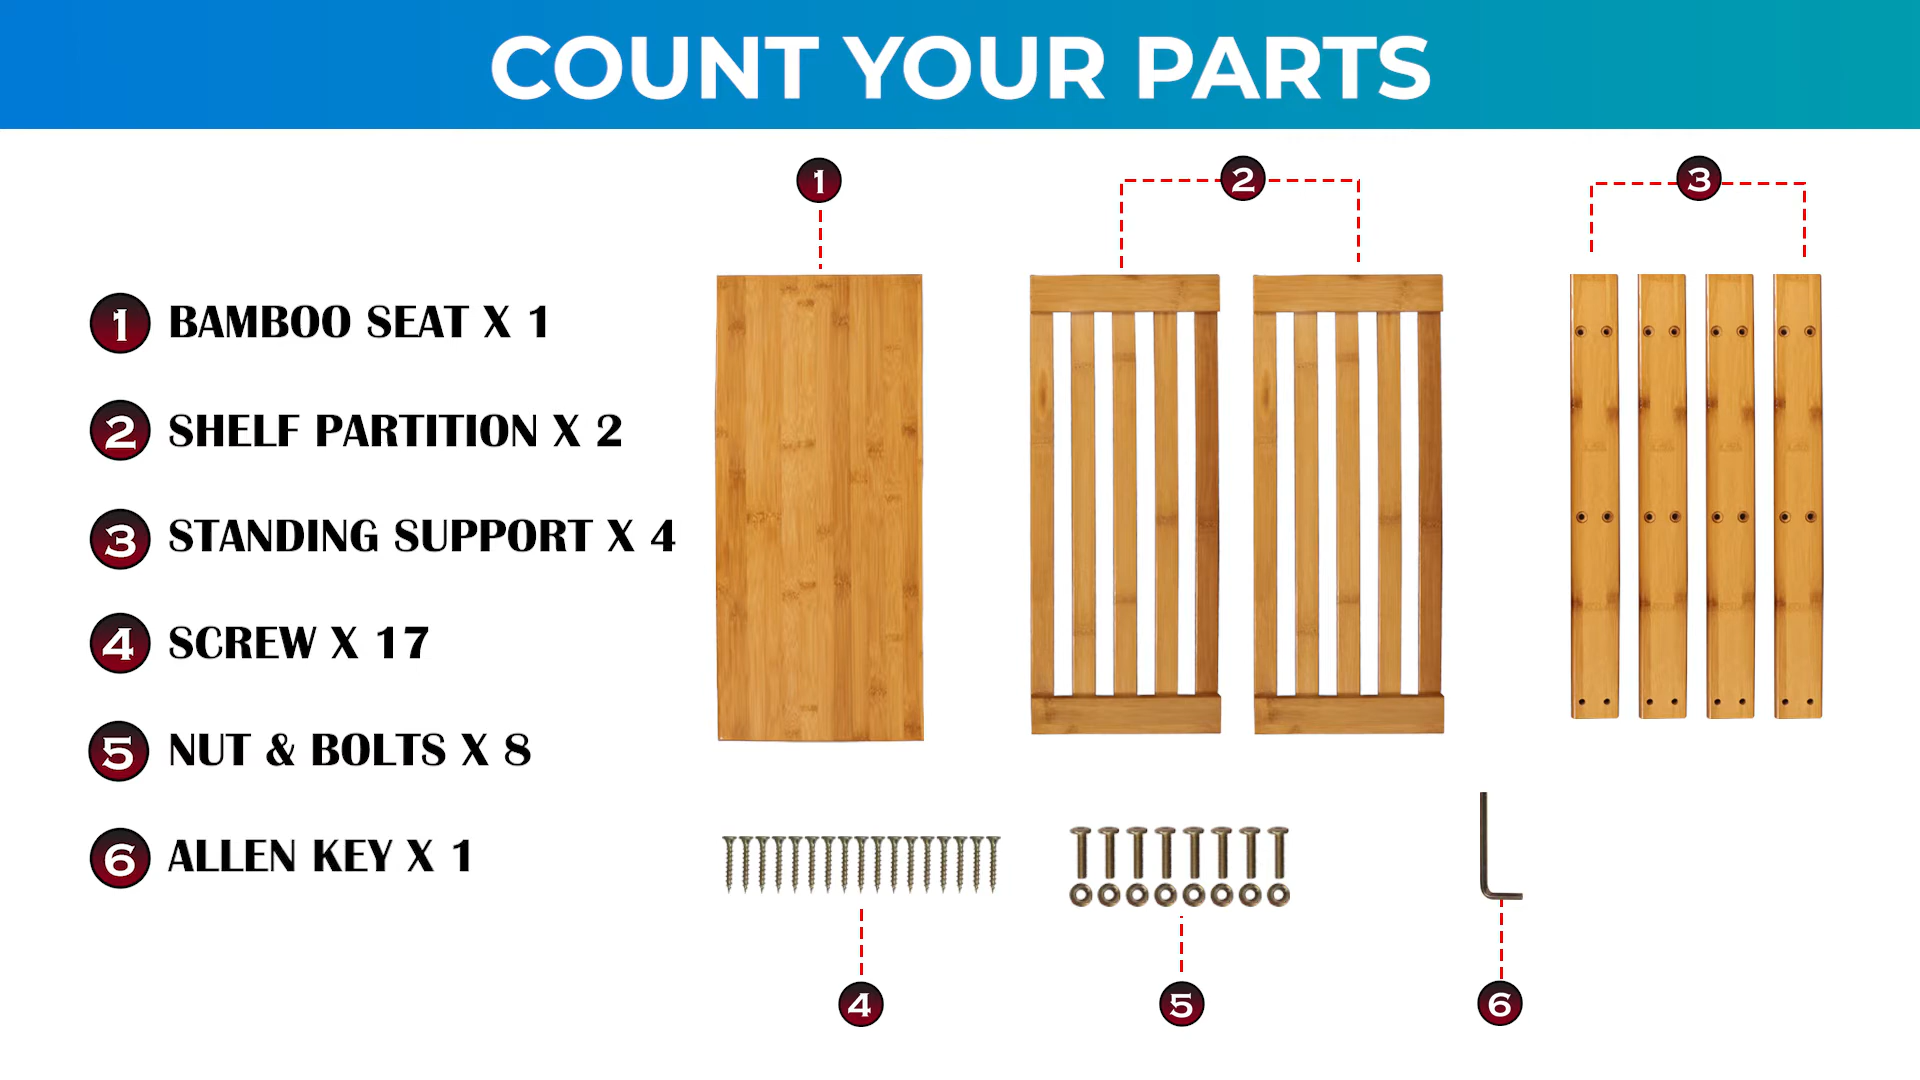 COUNT YOUR PARTS
1 2 3
1 BAMBOO SEAT X 1
2 SHELF PARTITION X 2
3 STANDING SUPPORT X 4
4 SCREW X 17
5 NUT & BOLTS X 8
6 ALLEN KEY X 1
4 5 6